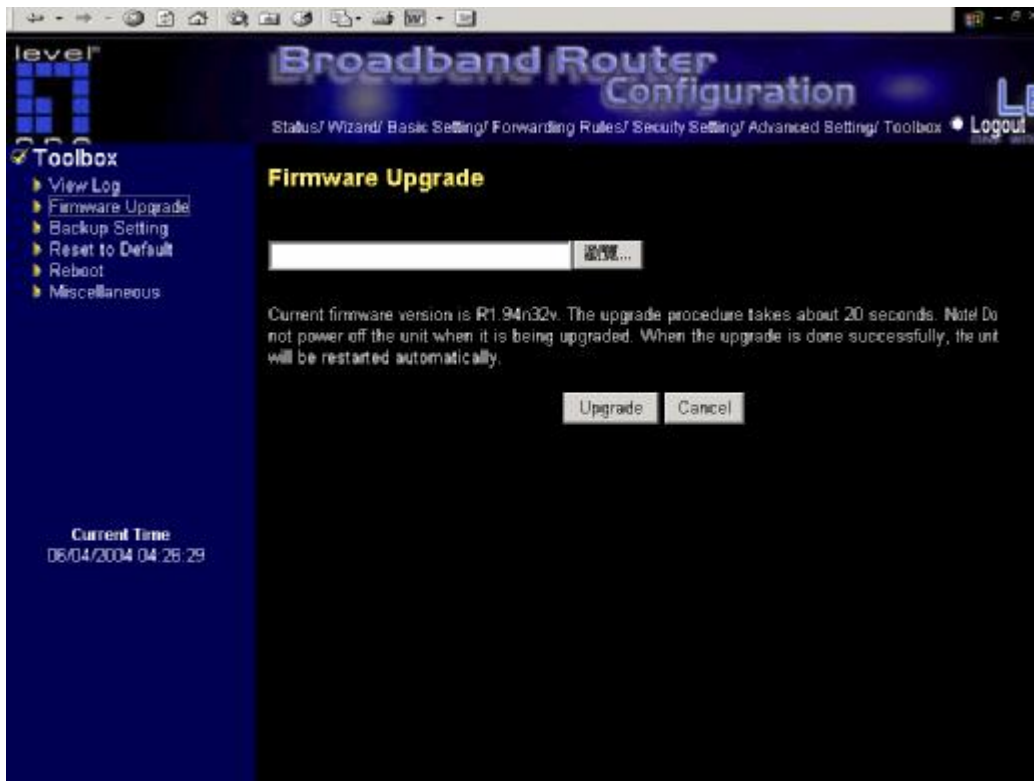 level
Broadband Router
Configuration
Status/ Wizard/ Basic Setting/ Forwarding Rules/ Security Setting/ Advanced Setting/ Toolbox
Logout
Toolbox
View Log
Firmware Upgrade
Backup Setting
Reset to Default
Reboot
Miscellaneous
Firmware Upgrade
瀏覽...
Current firmware version is R1.94n32v. The upgrade procedure takes about 20 seconds. Note! Do
not power off the unit when it is being upgraded. When the upgrade is done successfully, the unit
will be restarted automatically.
Upgrade
Cancel
Current Time
06/04/2004 04:26:29